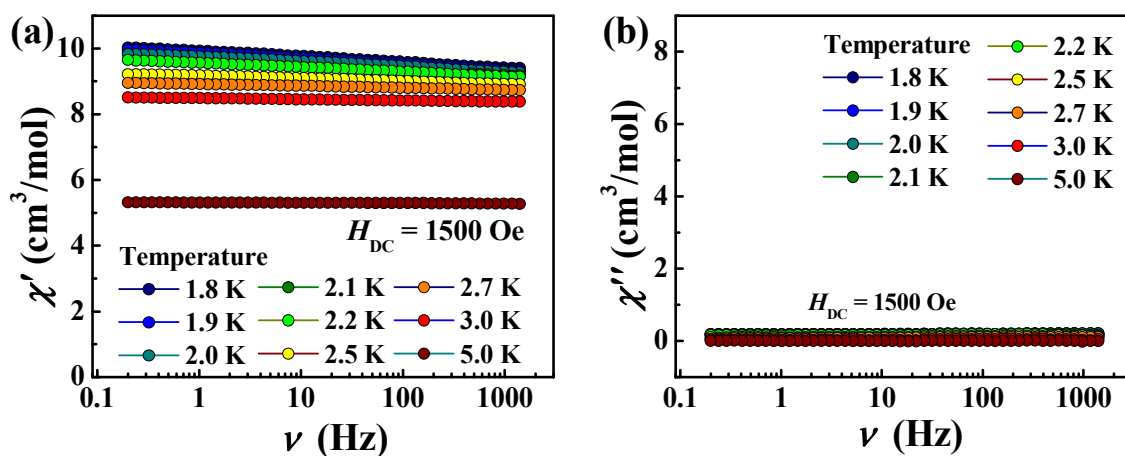 (a)
χ′ (cm³/mol)
10
8
6
4
2
0
H_DC = 1500 Oe
Temperature
1.8 K 2.1 K 2.7 K
1.9 K 2.2 K 3.0 K
2.0 K 2.5 K 5.0 K
0.1 1 10 100 1000
ν (Hz)
(b)
χ′′ (cm³/mol)
8
6
4
2
0
Temperature 2.2 K
1.8 K 2.5 K
1.9 K 2.7 K
2.0 K 3.0 K
2.1 K 5.0 K
H_DC = 1500 Oe
0.1 1 10 100 1000
ν (Hz)